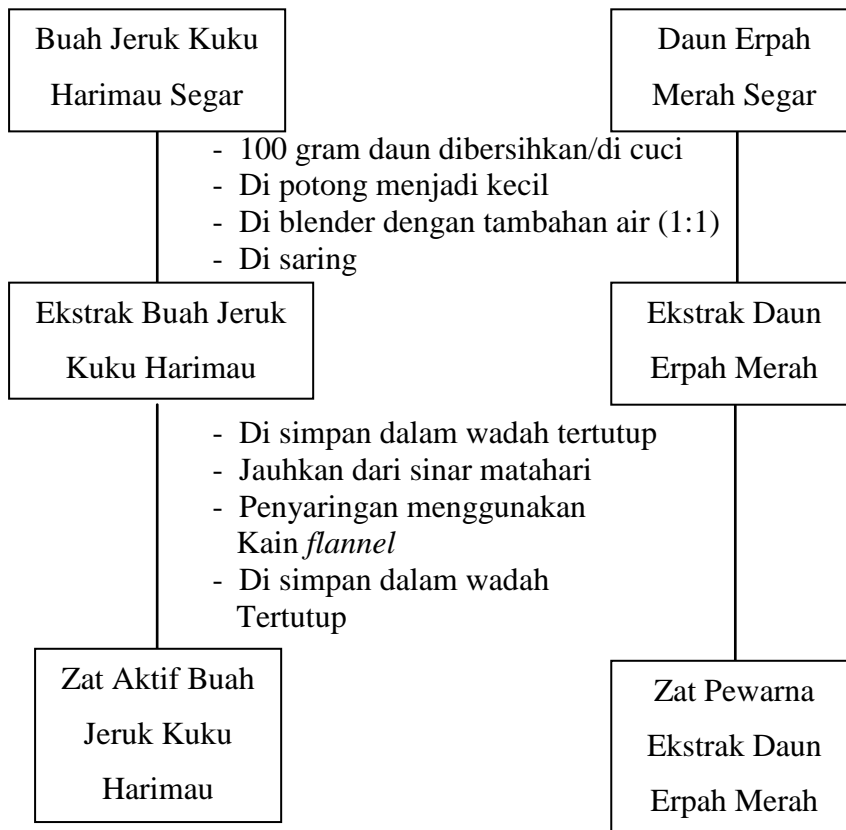 Buah Jeruk Kuku
Harimau Segar
Daun Erpah
Merah Segar
- 100 gram daun dibersihkan/di cuci
- Di potong menjadi kecil
- Di blender dengan tambahan air (1:1)
- Di saring
Ekstrak Buah Jeruk
Kuku Harimau
Ekstrak Daun
Erpah Merah
- Di simpan dalam wadah tertutup
- Jauhkan dari sinar matahari
- Penyaringan menggunakan
Kain flannel
- Di simpan dalam wadah
Tertutup
Zat Aktif Buah
Jeruk Kuku
Harimau
Zat Pewarna
Ekstrak Daun
Erpah Merah